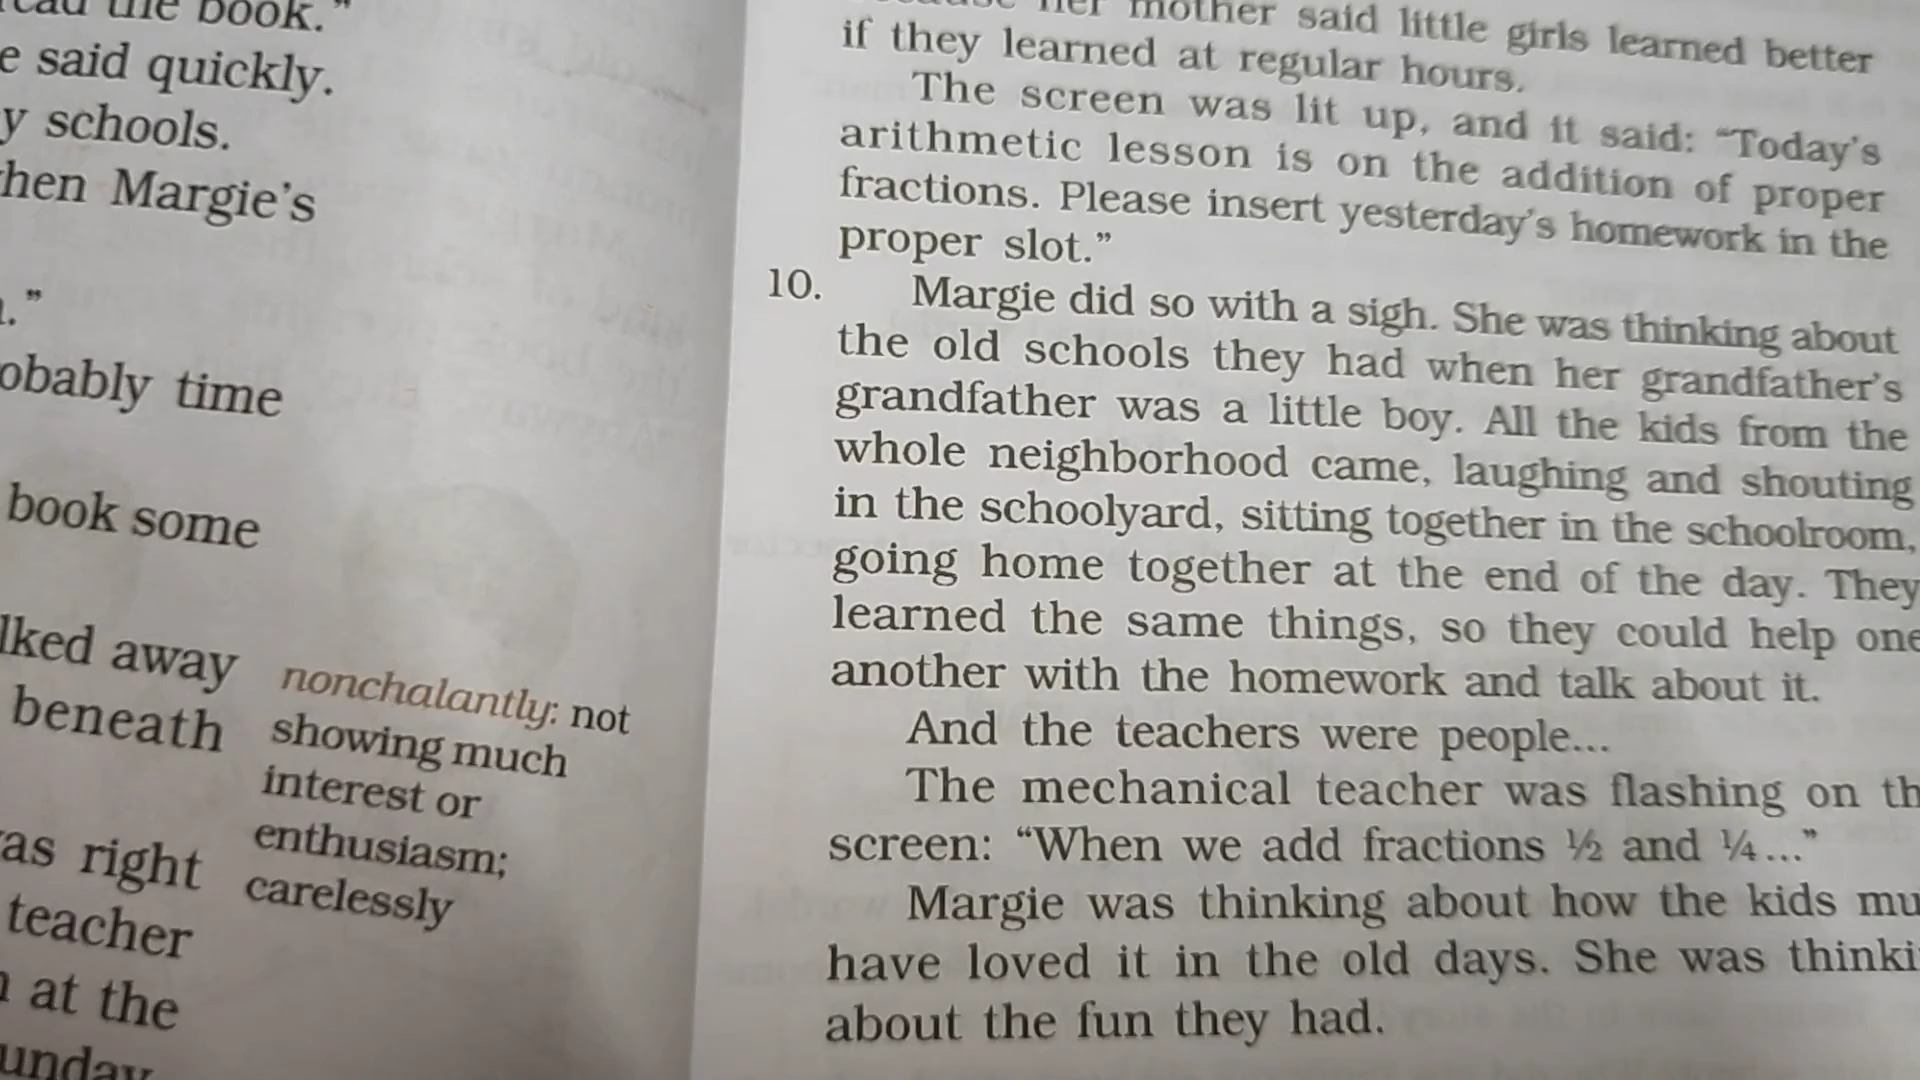 the book."
said quickly.
y schools.
hen Margie's
."
obably time
book some
lked away
beneath
as right
teacher
at the
unday
nonchalantly: not
showing much
interest or
enthusiasm;
carelessly
her mother said little girls learned better
if they learned at regular hours.
The screen was lit up, and it said: “Today's
arithmetic lesson is on the addition of proper
fractions. Please insert yesterday's homework in the
proper slot.”
10. Margie did so with a sigh. She was thinking about
the old schools they had when her grandfather's
grandfather was a little boy. All the kids from the
whole neighborhood came, laughing and shouting
in the schoolyard, sitting together in the schoolroom,
going home together at the end of the day. They
learned the same things, so they could help one
another with the homework and talk about it.
And the teachers were people...
The mechanical teacher was flashing on th
screen: “When we add fractions ½ and ¼...”
Margie was thinking about how the kids mu
have loved it in the old days. She was thinki
about the fun they had.